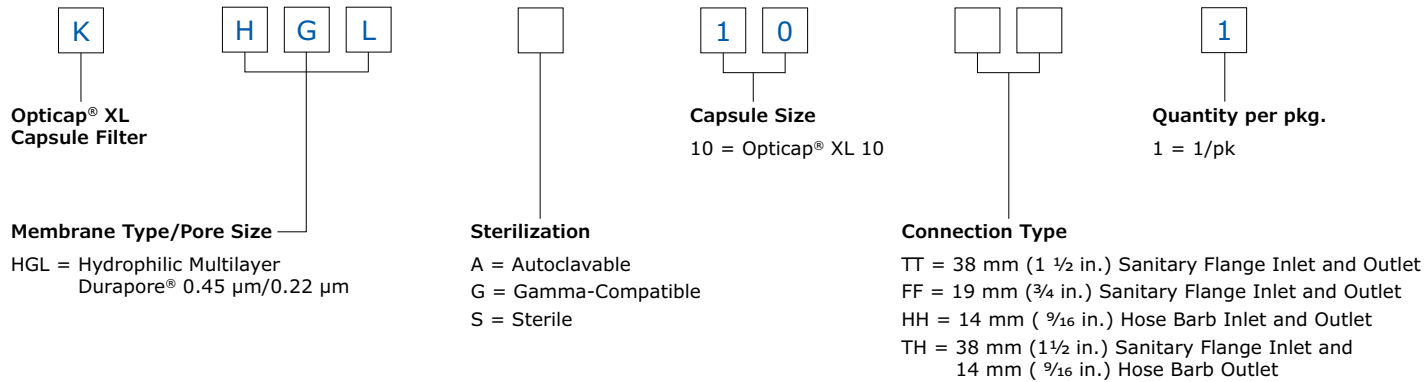 K H G L 1 0 1
Opticap® XL
Capsule Filter
Capsule Size
10 = Opticap® XL 10
Quantity per pkg.
1 = 1/pk
Membrane Type/Pore Size
HGL = Hydrophilic Multilayer
Durapore® 0.45 µm/0.22 µm
Sterilization
A = Autoclavable
G = Gamma-Compatible
S = Sterile
Connection Type
TT = 38 mm (1 ½ in.) Sanitary Flange Inlet and Outlet
FF = 19 mm (¾ in.) Sanitary Flange Inlet and Outlet
HH = 14 mm ( ⁹⁄₁₆ in.) Hose Barb Inlet and Outlet
TH = 38 mm (1½ in.) Sanitary Flange Inlet and
14 mm ( ⁹⁄₁₆ in.) Hose Barb Outlet